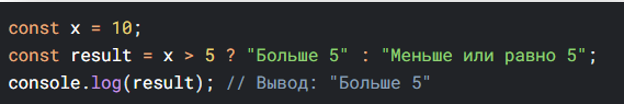 const x = 10;
const result = x > 5 ? "Больше 5" : "Меньше или равно 5";
console.log(result); // Вывод: "Больше 5"